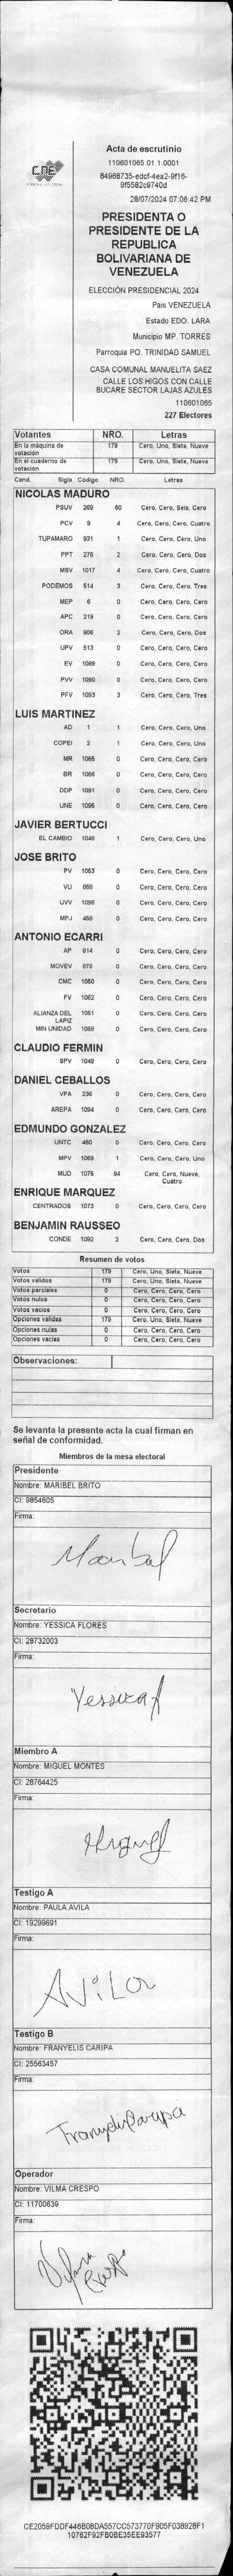 CNE
Acta de escrutinio
110601065.01.1.0001
84968735-edcf-4ea2-9f16-
9f5582c9740d
28/07/2024 07:06:42 PM
PRESIDENTA O
PRESIDENTE DE LA
REPUBLICA
BOLIVARIANA DE
VENEZUELA
ELECCIÓN PRESIDENCIAL 2024
Pais VENEZUELA
Estado EDO. LARA
Municipio MP. TORRES
Parroquia PQ. TRINIDAD SAMUEL
CASA COMUNAL MANUELITA SAEZ
CALLE LOS HIGOS CON CALLE
BUCARE SECTOR LAJAS AZULES
110601065
227 Electores
Votantes NRO. Letras
En la máquina de votación 179 Cero, Uno, Siete, Nueve
En el cuaderno de votación 179 Cero, Uno, Siete, Nueve
Cand. Sigla Código NRO. Letras
NICOLAS MADURO
PSUV 269 60 Cero, Cero, Seis, Cero
PCV 9 4 Cero, Cero, Cero, Cuatro
TUPAMARO 931 1 Cero, Cero, Cero, Uno
PPT 276 2 Cero, Cero, Cero, Dos
MSV 1017 4 Cero, Cero, Cero, Cuatro
PODEMOS 514 3 Cero, Cero, Cero, Tres
MEP 6 0 Cero, Cero, Cero, Cero
APC 219 0 Cero, Cero, Cero, Cero
ORA 906 2 Cero, Cero, Cero, Dos
UPV 513 0 Cero, Cero, Cero, Cero
EV 1089 0 Cero, Cero, Cero, Cero
PVV 1090 0 Cero, Cero, Cero, Cero
PFV 1093 3 Cero, Cero, Cero, Tres
LUIS MARTINEZ
AD 1 1 Cero, Cero, Cero, Uno
COPEI 2 1 Cero, Cero, Cero, Uno
MR 1065 0 Cero, Cero, Cero, Cero
BR 1066 0 Cero, Cero, Cero, Cero
DDP 1091 0 Cero, Cero, Cero, Cero
UNE 1095 0 Cero, Cero, Cero, Cero
JAVIER BERTUCCI
EL CAMBIO 1048 1 Cero, Cero, Cero, Uno
JOSE BRITO
PV 1053 0 Cero, Cero, Cero, Cero
VU 868 0 Cero, Cero, Cero, Cero
UVV 1096 0 Cero, Cero, Cero, Cero
MPJ 458 0 Cero, Cero, Cero, Cero
ANTONIO ECARRI
AP 814 0 Cero, Cero, Cero, Cero
MOVEV 978 0 Cero, Cero, Cero, Cero
CMC 1050 0 Cero, Cero, Cero, Cero
FV 1062 0 Cero, Cero, Cero, Cero
ALIANZA DEL LAPIZ 1051 0 Cero, Cero, Cero, Cero
MIN UNIDAD 1068 0 Cero, Cero, Cero, Cero
CLAUDIO FERMIN
SPV 1049 0 Cero, Cero, Cero, Cero
DANIEL CEBALLOS
VPA 236 0 Cero, Cero, Cero, Cero
AREPA 1094 0 Cero, Cero, Cero, Cero
EDMUNDO GONZALEZ
UNTC 460 0 Cero, Cero, Cero, Cero
MPV 1069 1 Cero, Cero, Cero, Uno
MUD 1075 94 Cero, Cero, Nueve, Cuatro
ENRIQUE MARQUEZ
CENTRADOS 1073 0 Cero, Cero, Cero, Cero
BENJAMIN RAUSSEO
CONDE 1092 2 Cero, Cero, Cero, Dos
Resumen de votos
Votos 179 Cero, Uno, Siete, Nueve
Votos validos 179 Cero, Uno, Siete, Nueve
Votos parciales 0 Cero, Cero, Cero, Cero
Votos nulos 0 Cero, Cero, Cero, Cero
Votos vacios 0 Cero, Cero, Cero, Cero
Opciones validas 179 Cero, Uno, Siete, Nueve
Opciones nulas 0 Cero, Cero, Cero, Cero
Opciones vacias 0 Cero, Cero, Cero, Cero
Observaciones:
Se levanta la presente acta la cual firman en
señal de conformidad.
Miembros de la mesa electoral
Presidente
Nombre: MARIBEL BRITO
CI: 9854605
Firma:
Maribel
Secretario
Nombre: YESSICA FLORES
CI: 28732003
Firma:
Yessica f
Miembro A
Nombre: MIGUEL MONTES
CI: 28764425
Firma:
Miguel
Testigo A
Nombre: PAULA AVILA
CI: 19299691
Firma:
Avila
Testigo B
Nombre: FRANYELIS CARIPA
CI: 25563457
Firma:
Franyelis Caripa
Operador
Nombre: VILMA CRESPO
CI: 11700639
Firma:
Vilma Crespo
CE2059FDDF446B08DA557CC573770F905F038928F1
10762F92FB0BE35EE93577